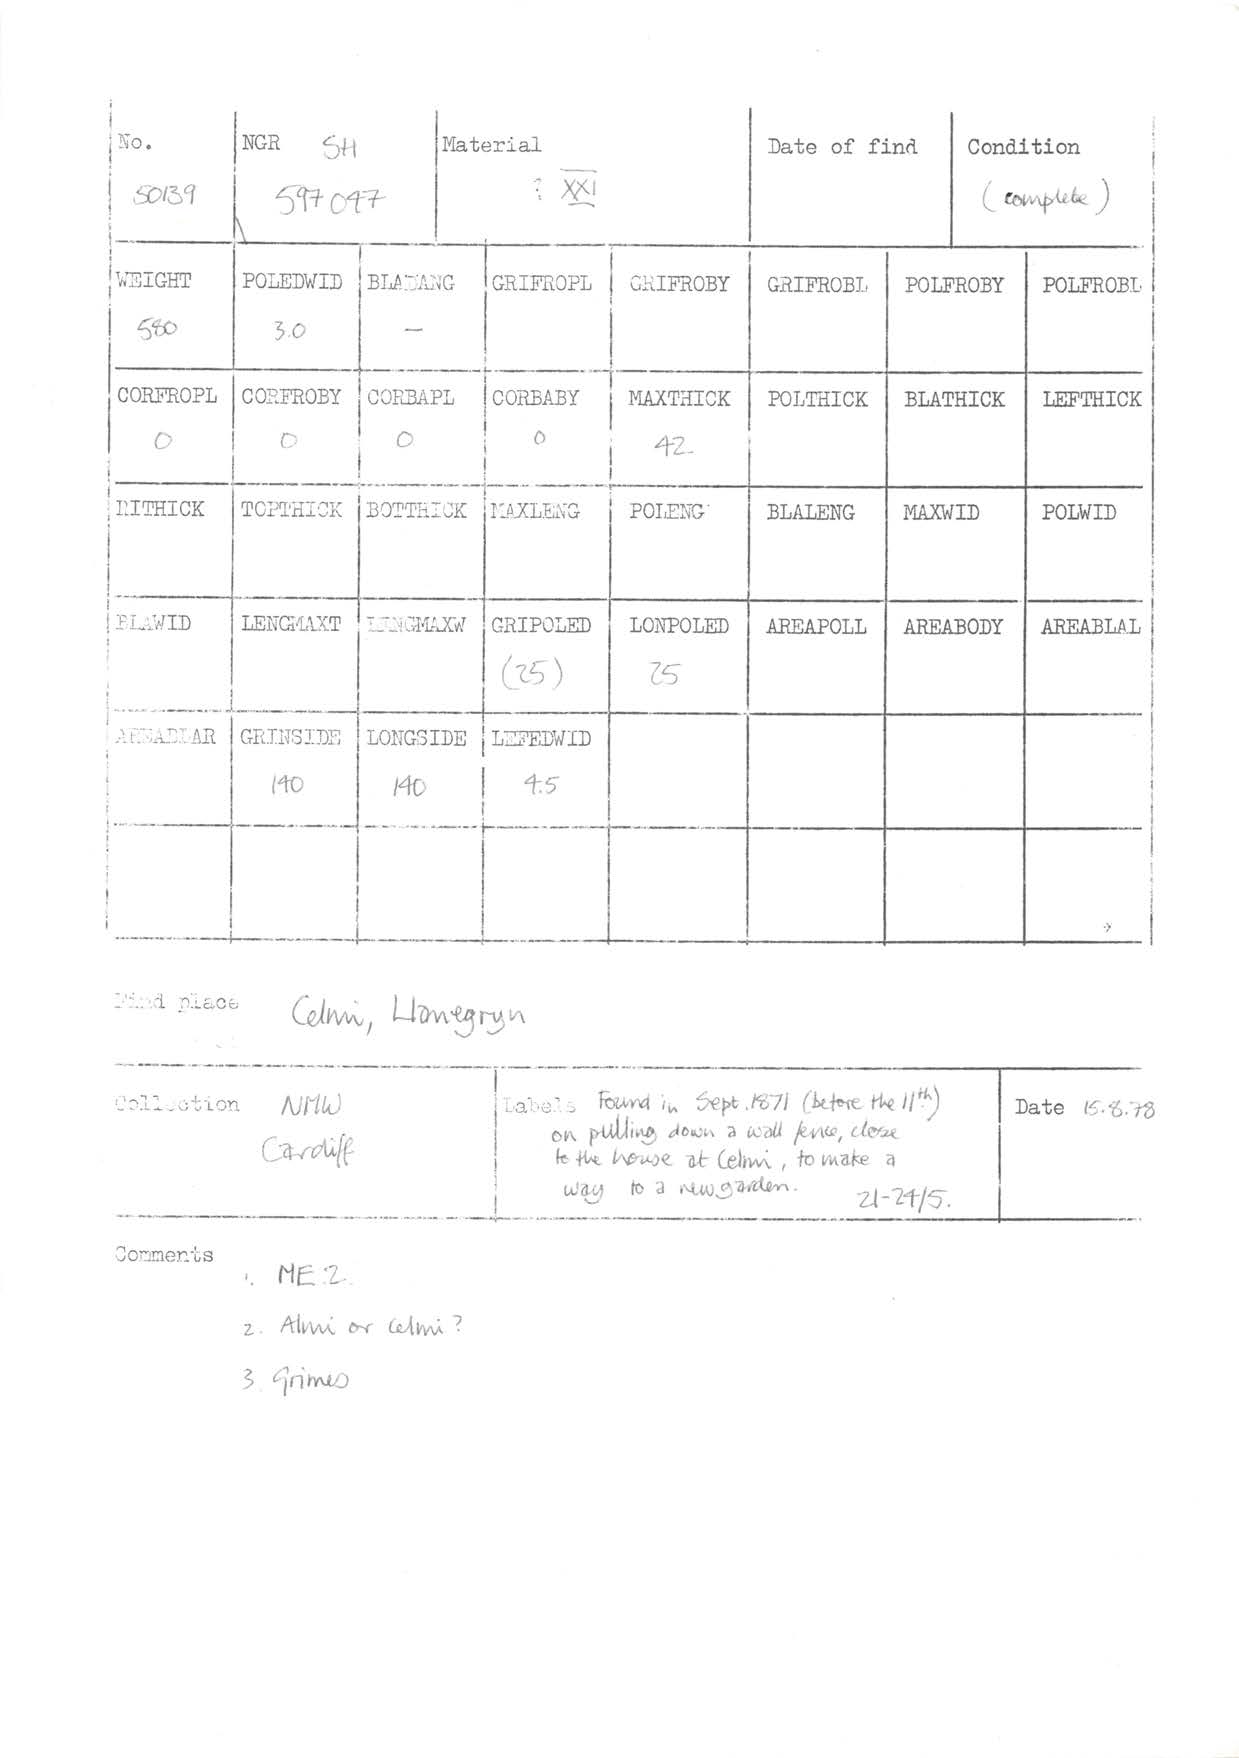 No. NGR SH Material Date of find Condition
50139 597 047 ? XXI (complete)
WEIGHT POLEDWID BLADANG GRIFROPL GRIFROBY GRIFROBL POLFROBY POLFROBL
580 3.0 —
CORFROPL CORFROBY CORBAPL CORBABY MAXTHICK POLTHICK BLATHICK LEFTHICK
0 0 0 0 42
RITHICK TOPTHICK BOTTHICK MAXLENG POLENG BLALENG MAXWID POLWID
BLAWID LENGMAXT LENGMAXW GRIPOLED LONPOLED AREAPOLL AREABODY AREABLAL
(25) 25
AREABLAR GRINSIDE LONGSIDE LEFEDWID
140 140 4.5
Find place Celmi, Llanegryn
Collection NMW
Cardiff
Labels Found in Sept. 1871 (before the 11th)
on pulling down a wall fence, close
to the house at Celmi, to make a
way to a new garden.
21-24/5.
Date 15.8.78
Comments
1. ME 2.
2. Almi or Celmi?
3. Grimes